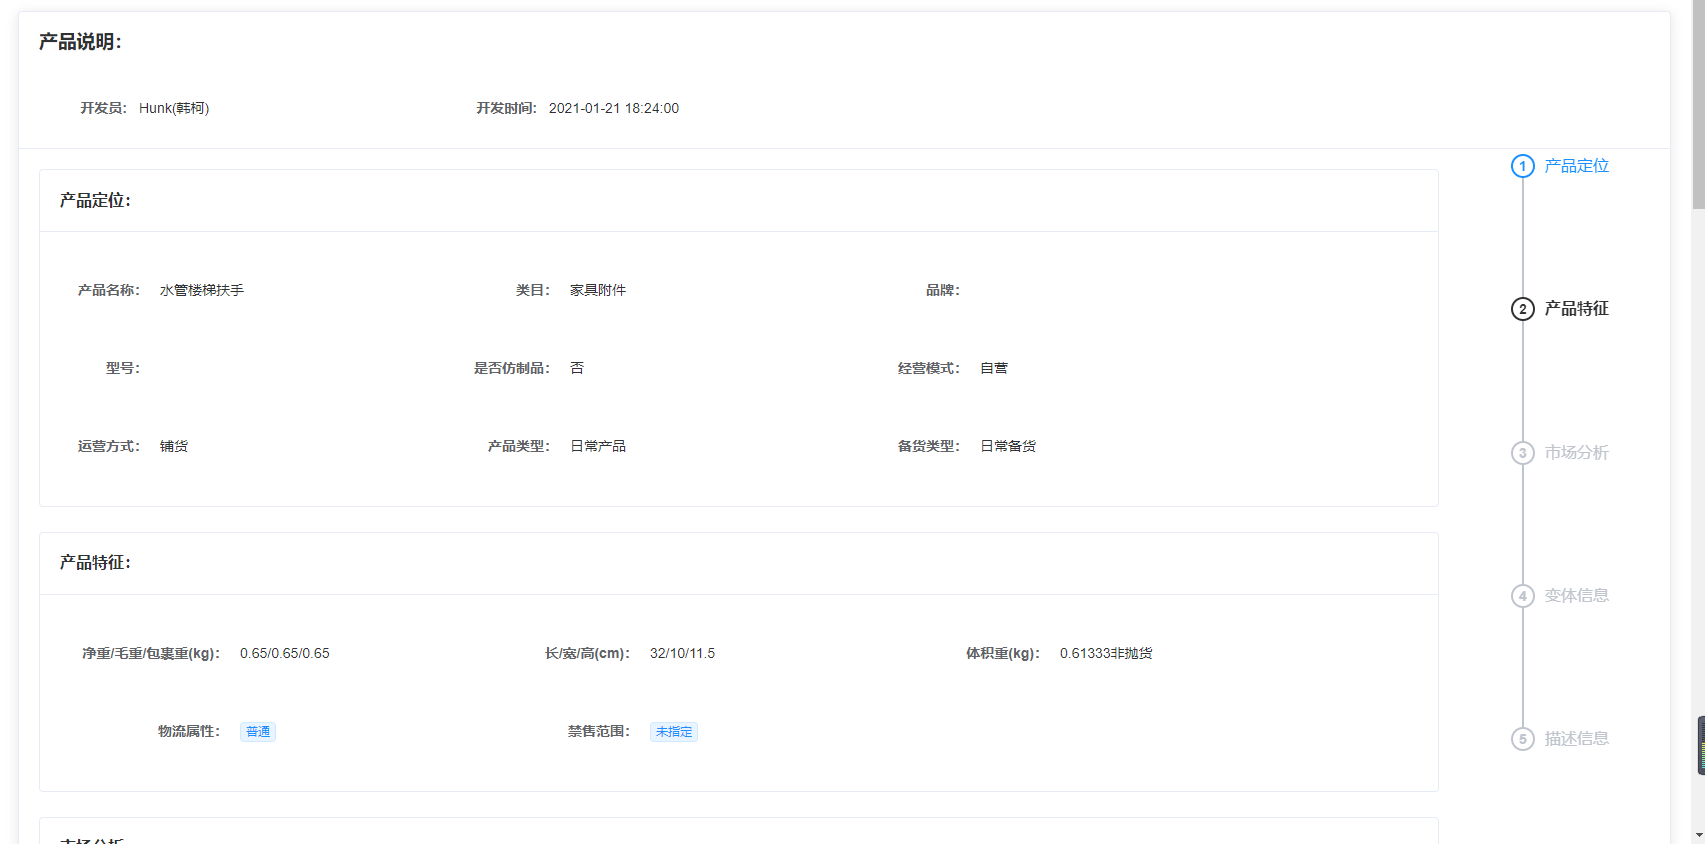 产品说明：
开发员： Hunk(韩柯) 开发时间： 2021-01-21 18:24:00
1 产品定位
产品定位：
产品名称： 水管楼梯扶手 类目： 家具附件 品牌：
2 产品特征
型号： 是否仿制品： 否 经营模式： 自营
运营方式： 铺货 产品类型： 日常产品 备货类型： 日常备货
3 市场分析
产品特征：
4 变体信息
净重/毛重/包裹重(kg)： 0.65/0.65/0.65 长/宽/高(cm)： 32/10/11.5 体积重(kg)： 0.61333非抛货
物流属性： 普通 禁售范围： 未指定
5 描述信息
市场分析